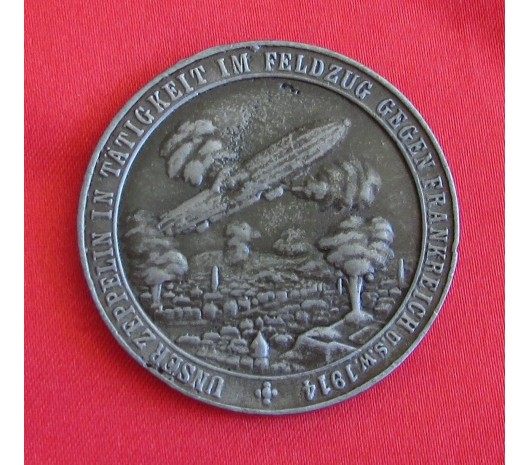 UNSER ZEPPELIN IN TÄTIGKEIT IM FELDZUG GEGEN FRANKREICH USW. 1914